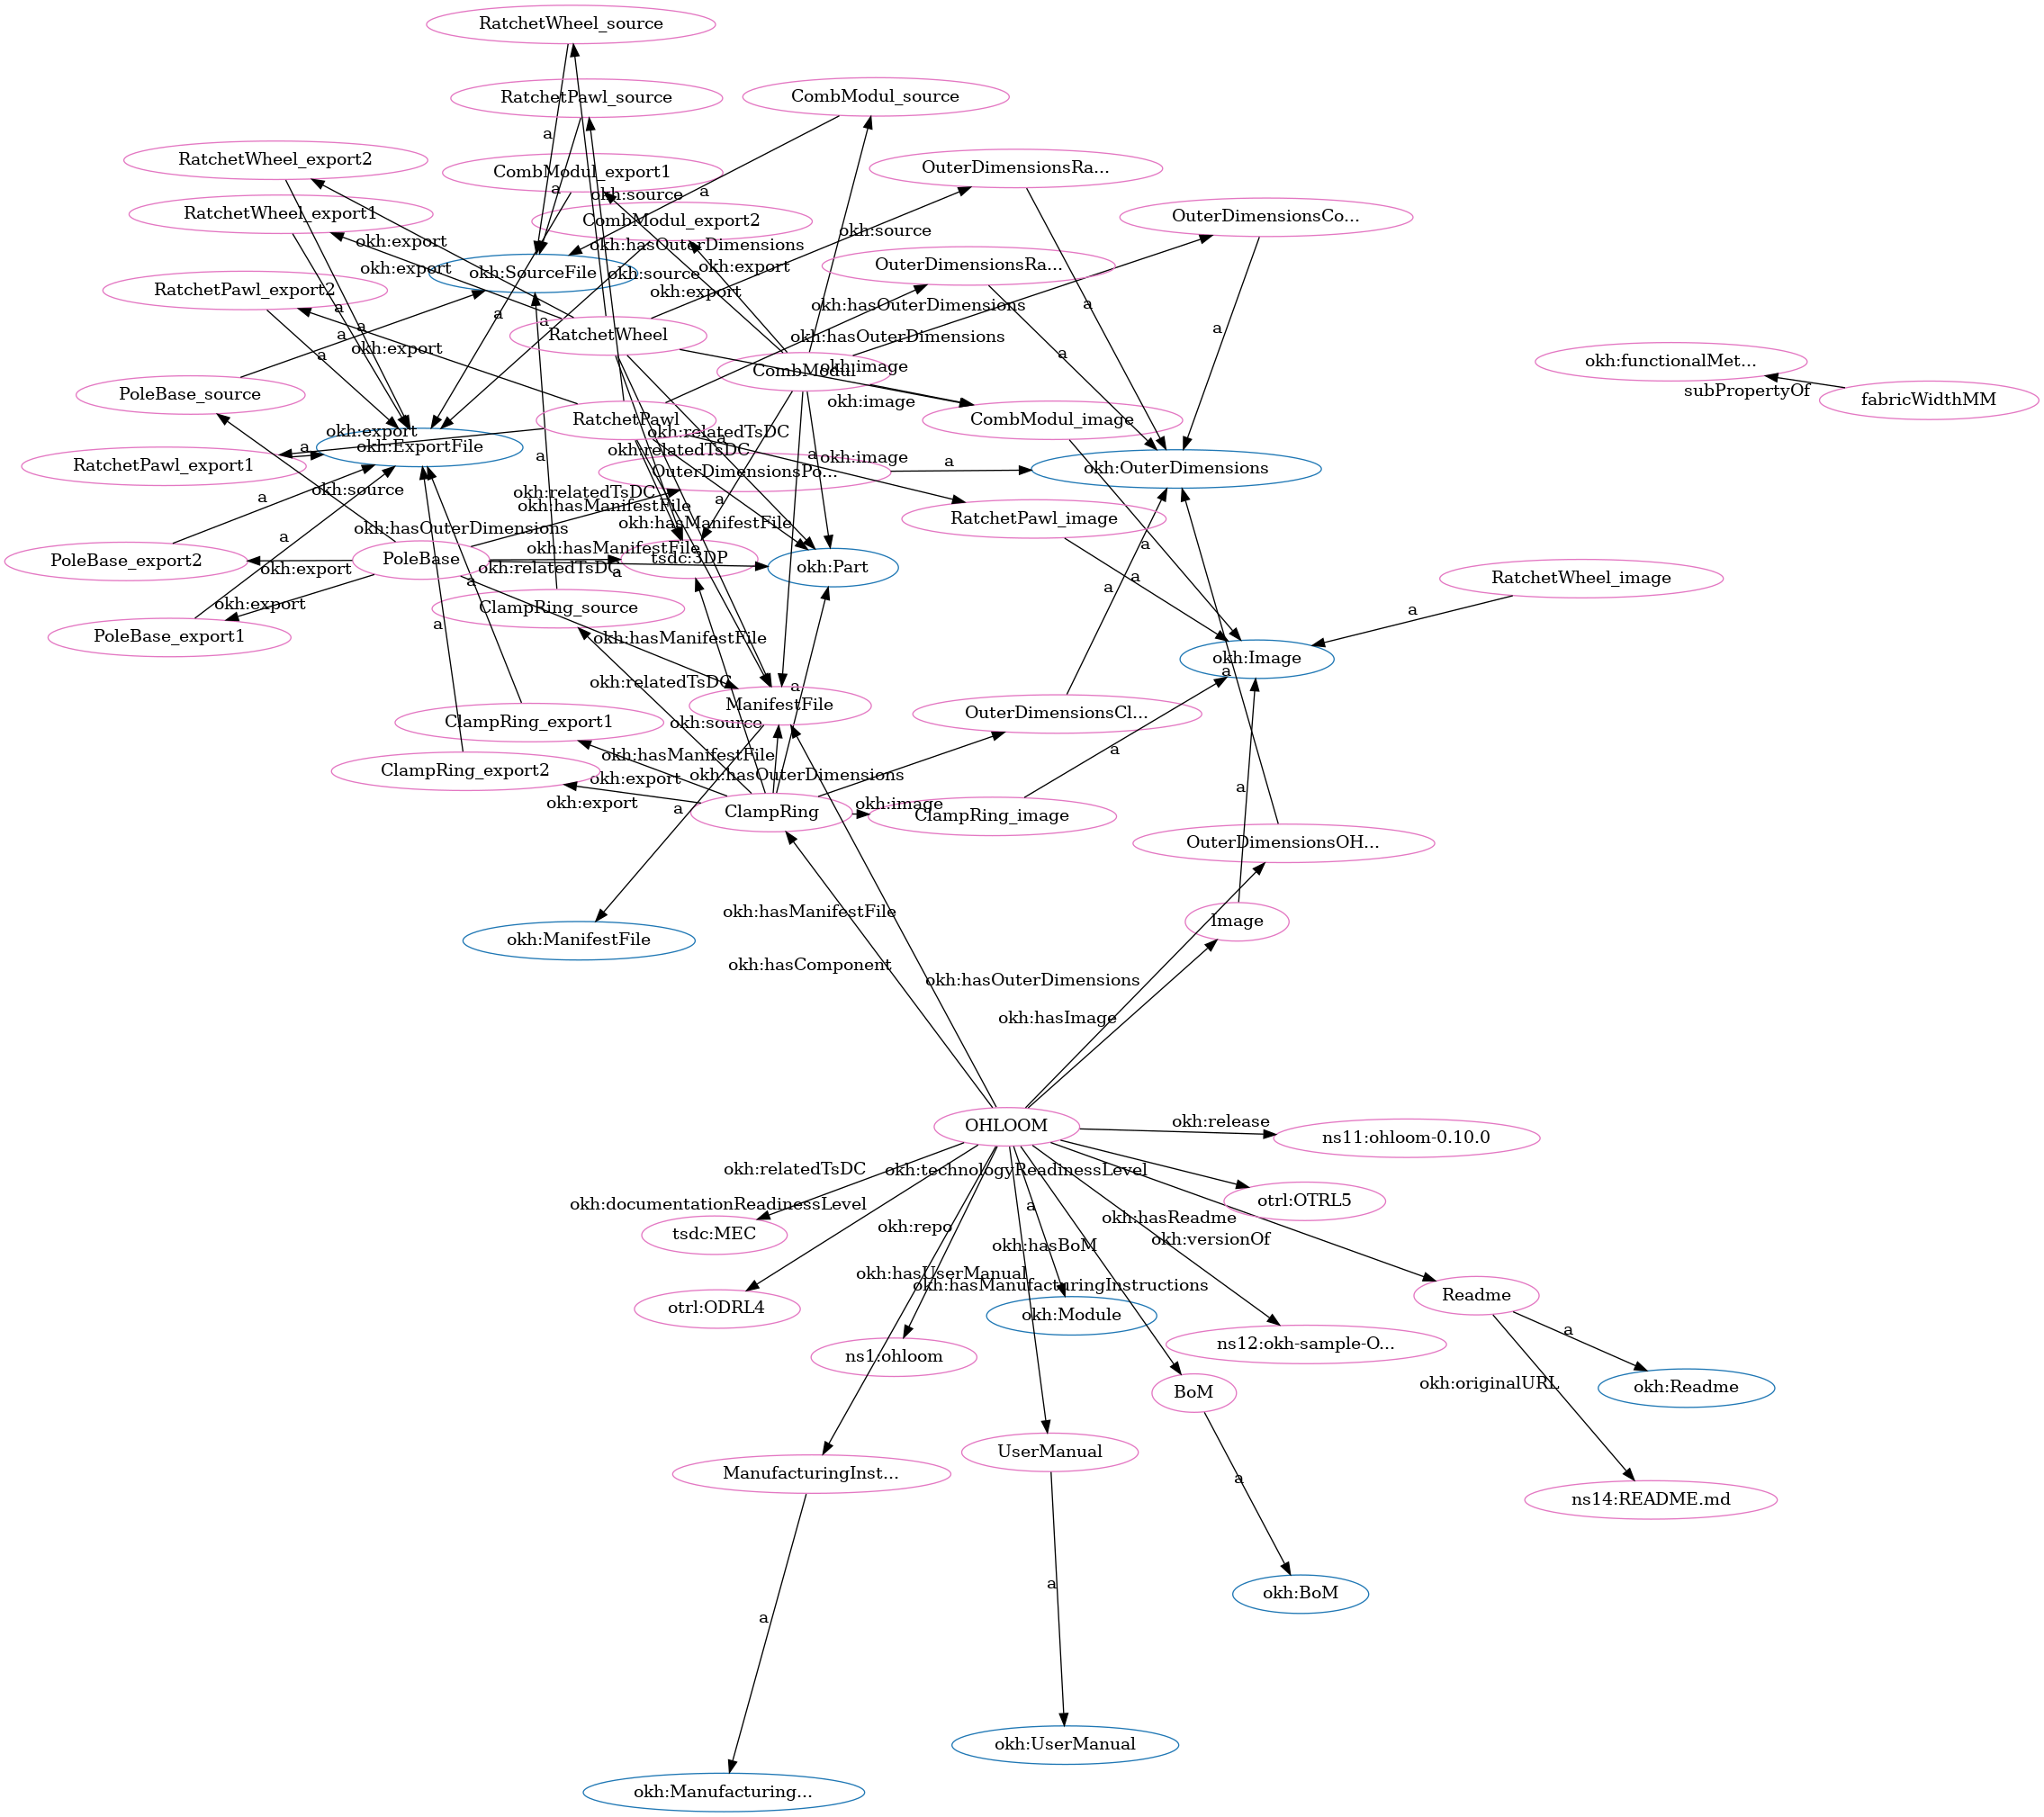 RatchetWheel_source
RatchetPawl_source
CombModul_source
a
RatchetWheel_export2
OuterDimensionsRa...
CombModul_export1
a
a
okh:source
RatchetWheel_export1
CombModul_export2
OuterDimensionsCo...
okh:source
okh:export
okh:hasOuterDimensions
OuterDimensionsRa...
okh:export
okh:export
okh:SourceFile
okh:source
RatchetPawl_export2
okh:export
okh:hasOuterDimensions
a
a
a
a
a
a
a
RatchetWheel
okh:hasOuterDimensions
a
okh:export
a
a
okh:functionalMet...
okh:image
CombModul
subPropertyOf
PoleBase_source
fabricWidthMM
okh:image
RatchetPawl
CombModul_image
okh:export
okh:relatedTsDC
a
a
okh:ExportFile
okh:relatedTsDC
a
okh:image
a
a
RatchetPawl_export1
OuterDimensionsPo...
okh:OuterDimensions
okh:source
okh:relatedTsDC
a
a
okh:hasManifestFile
RatchetPawl_image
okh:hasManifestFile
okh:hasOuterDimensions
a
a
PoleBase_export2
PoleBase
okh:hasManifestFile
tsdc:3DP
okh:Part
okh:export
okh:relatedTsDC
a
a
RatchetWheel_image
a
a
okh:export
ClampRing_source
a
PoleBase_export1
a
okh:hasManifestFile
okh:Image
a
okh:relatedTsDC
a
ManifestFile
OuterDimensionsCl...
ClampRing_export1
okh:source
a
okh:hasManifestFile
ClampRing_export2
okh:export
okh:hasOuterDimensions
a
okh:export
a
ClampRing
okh:image
ClampRing_image
OuterDimensionsOH...
okh:hasManifestFile
Image
okh:ManifestFile
okh:hasComponent
okh:hasOuterDimensions
okh:hasImage
OHLOOM
okh:release
ns11:ohloom-0.10.0
okh:relatedTsDC
okh:technologyReadinessLevel
okh:documentationReadinessLevel
a
otrl:OTRL5
okh:hasReadme
okh:repo
tsdc:MEC
okh:versionOf
okh:hasBoM
okh:hasUserManual
okh:hasManufacturingInstructions
Readme
otrl:ODRL4
okh:Module
a
ns1:ohloom
ns12:okh-sample-O...
okh:originalURL
okh:Readme
BoM
UserManual
ManufacturingInst...
a
ns14:README.md
a
okh:BoM
a
okh:UserManual
okh:Manufacturing...